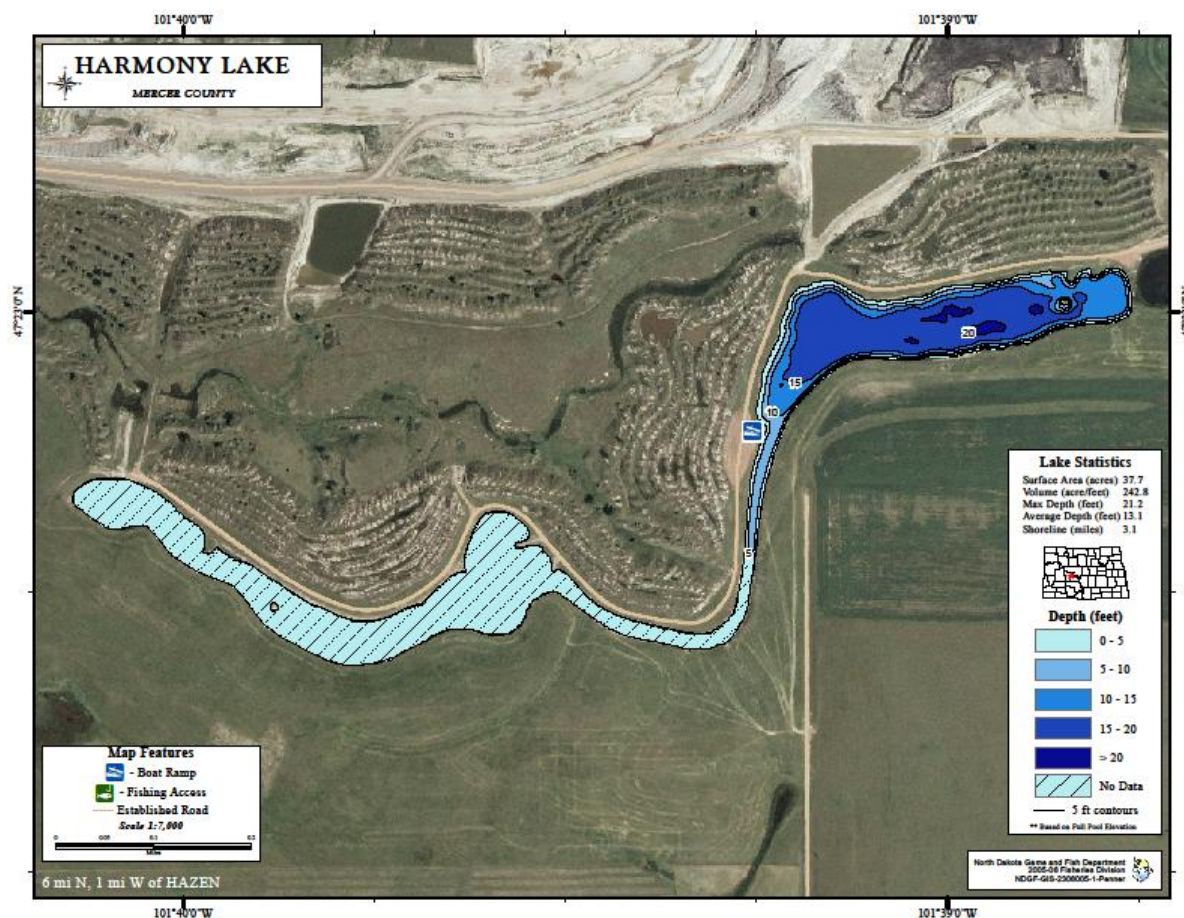 101°40'0"W
101°39'0"W
HARMONY LAKE
MERCER COUNTY
47°23'0"N
20
15
10
5
Lake Statistics
Surface Area (acres) 37.7
Volume (acre/feet) 242.8
Max Depth (feet) 21.2
Average Depth (feet) 13.1
Shoreline (miles) 3.1
Depth (feet)
0 - 5
5 - 10
10 - 15
15 - 20
> 20
No Data
5 ft contours
** Based on Full Pool Elevation
Map Features
- Boat Ramp
- Fishing Access
Established Road
Scale 1:7,000
Miles
6 mi N, 1 mi W of HAZEN
North Dakota Game and Fish Department
2005-06 Fisheries Division
NDGF-GIS-2306005-1-Penner
101°40'0"W
101°39'0"W